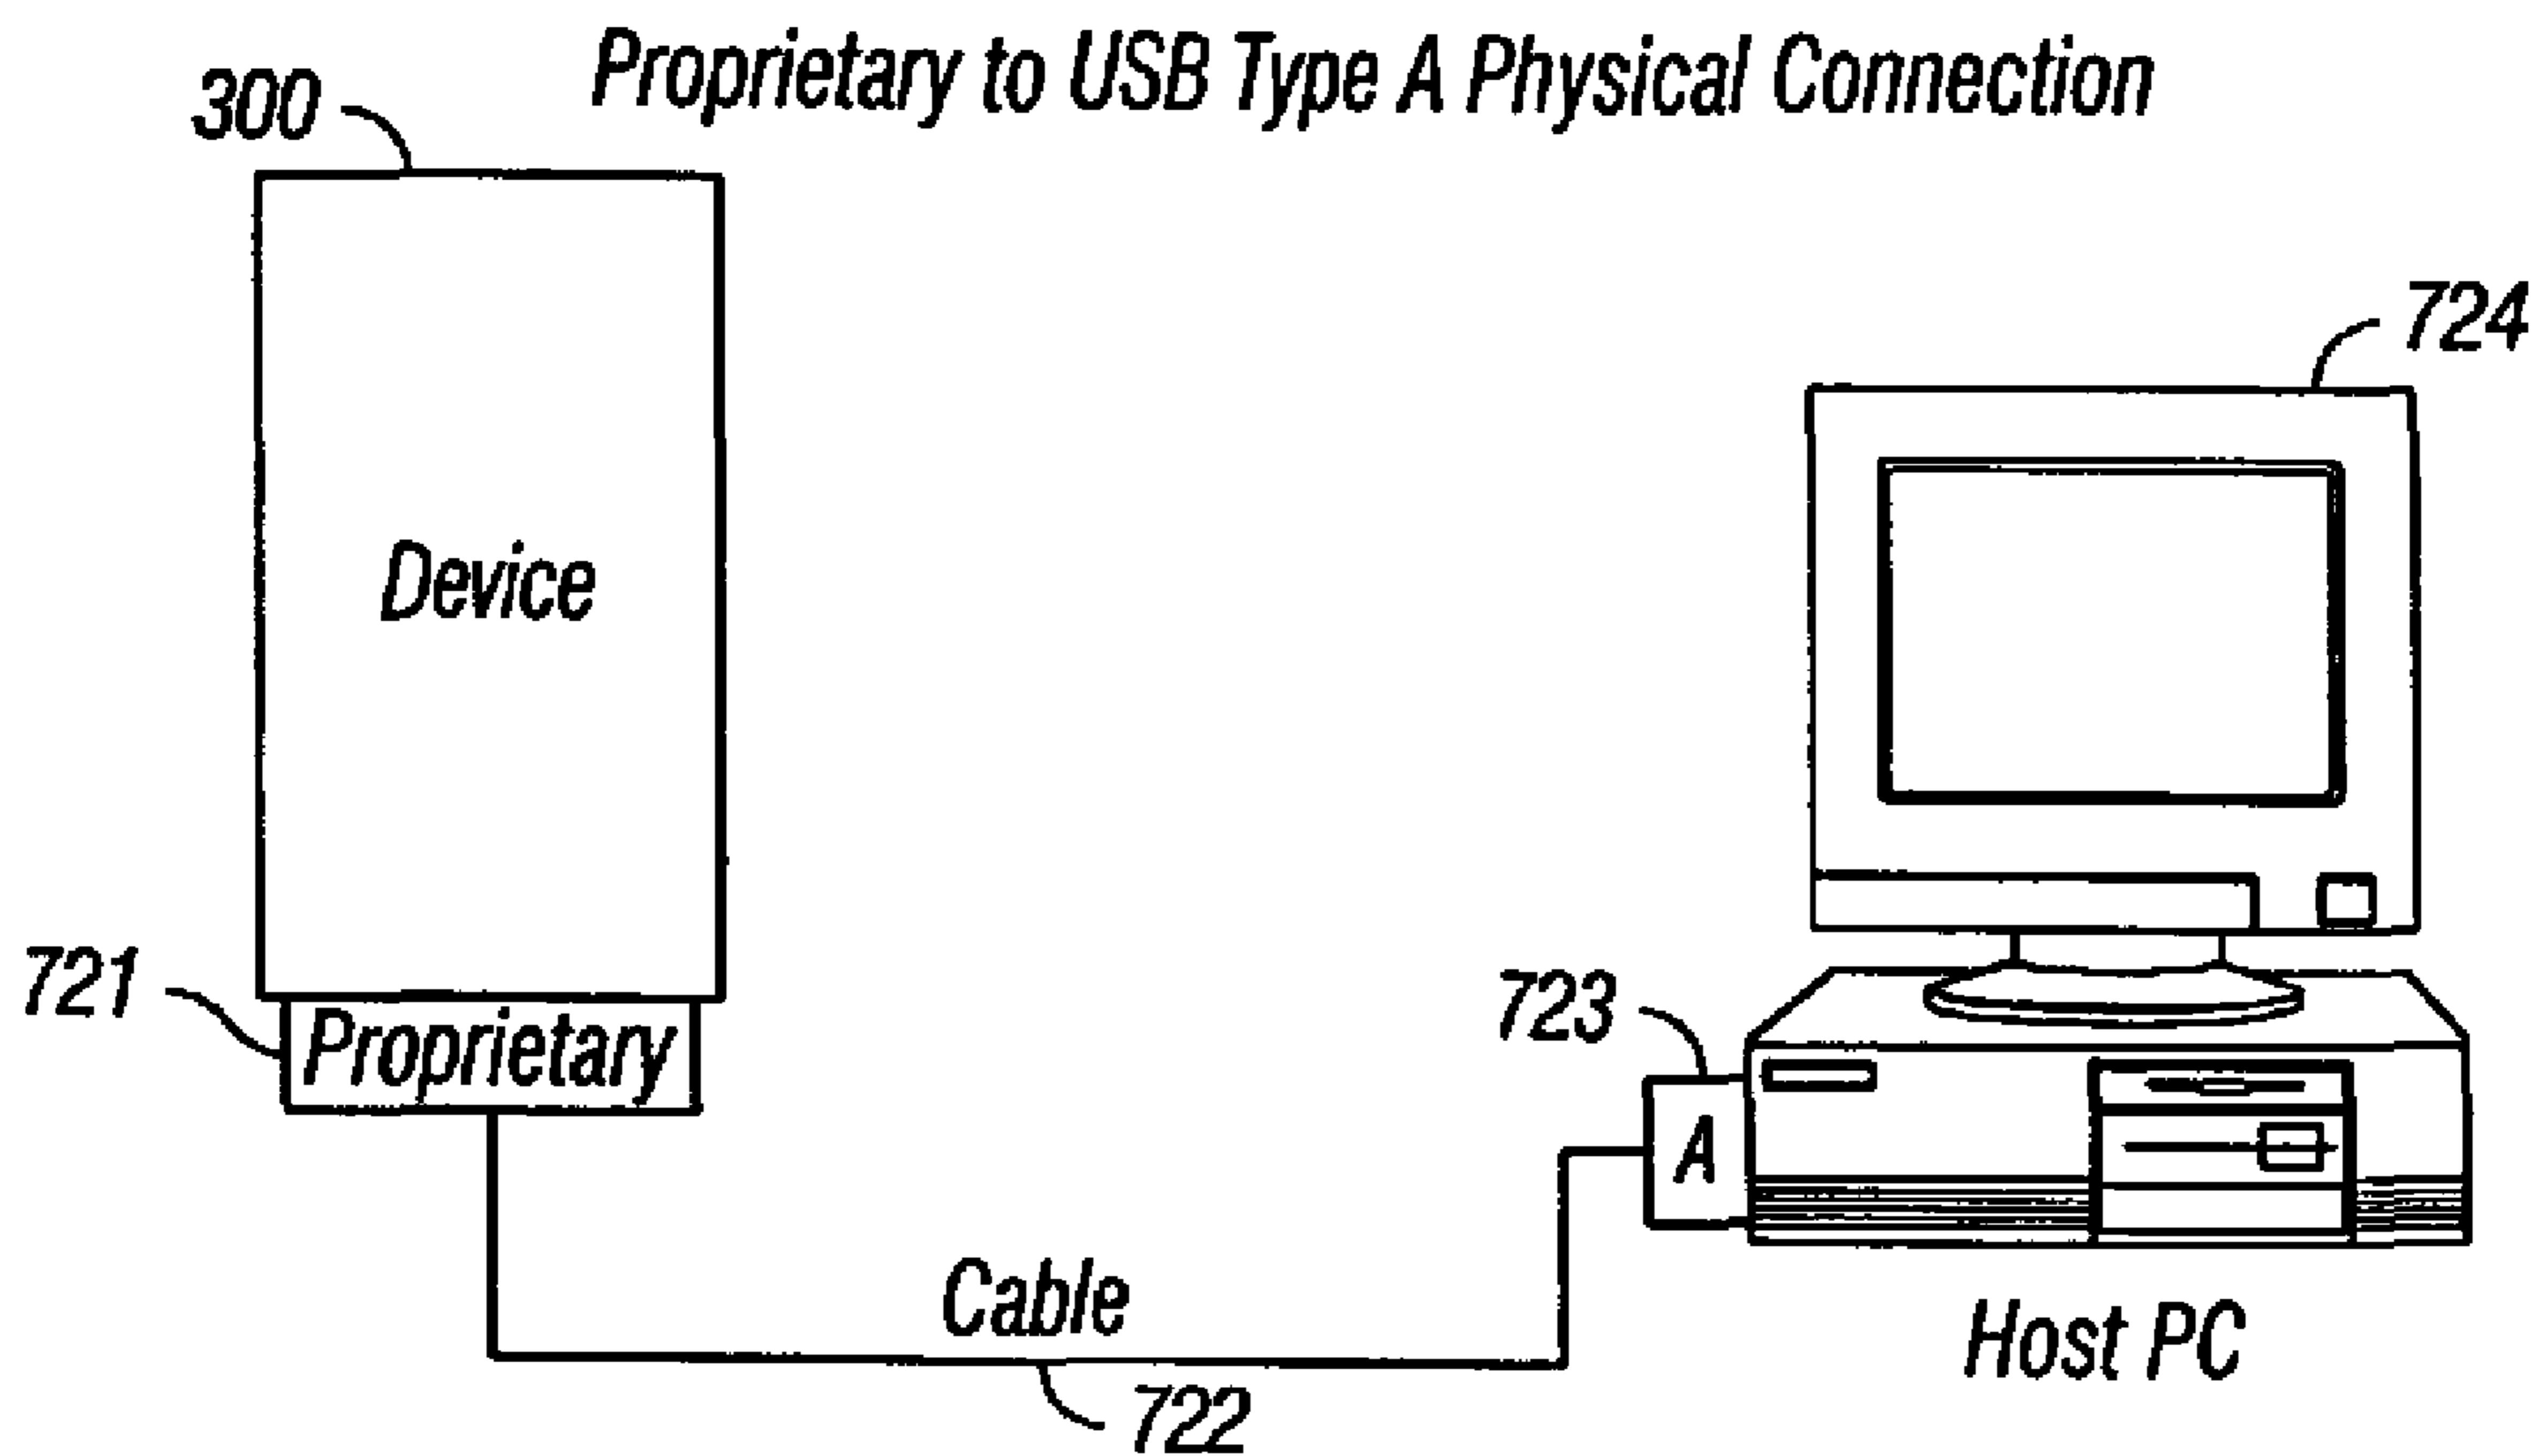 Proprietary to USB Type A Physical Connection
300
724
Device
721
Proprietary
723
A
Cable
722
Host PC